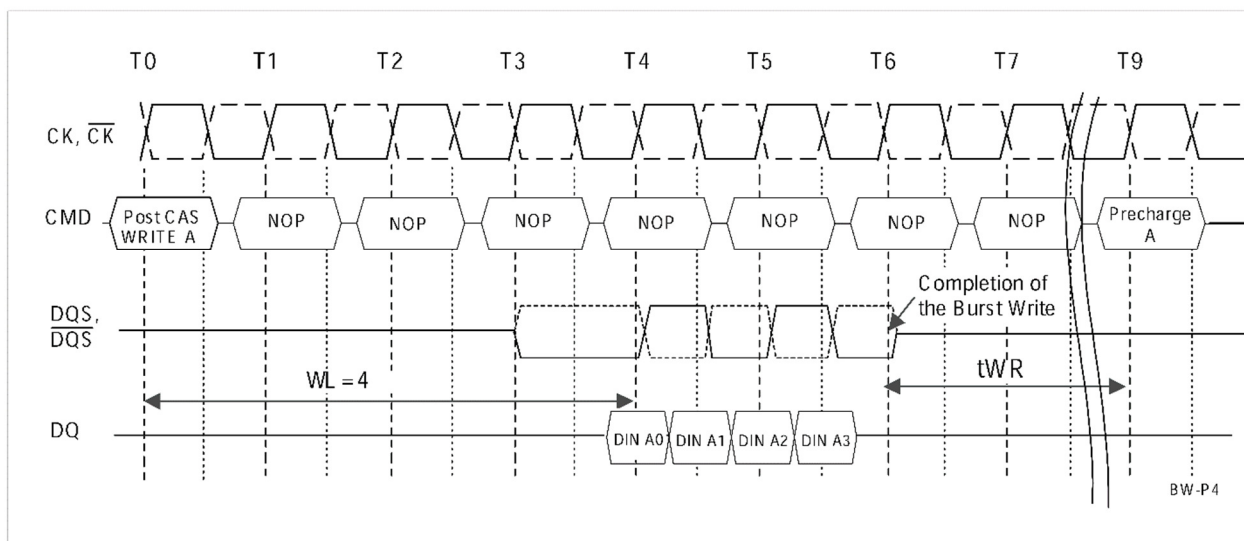 T0 T1 T2 T3 T4 T5 T6 T7 T9
CK, CK
CMD
Post CAS
WRITE A
NOP NOP NOP NOP NOP NOP NOP
Precharge
A
DQS,
DQS
Completion of
the Burst Write
WL = 4
tWR
DQ
DIN A0 DIN A1 DIN A2 DIN A3
BW-P4